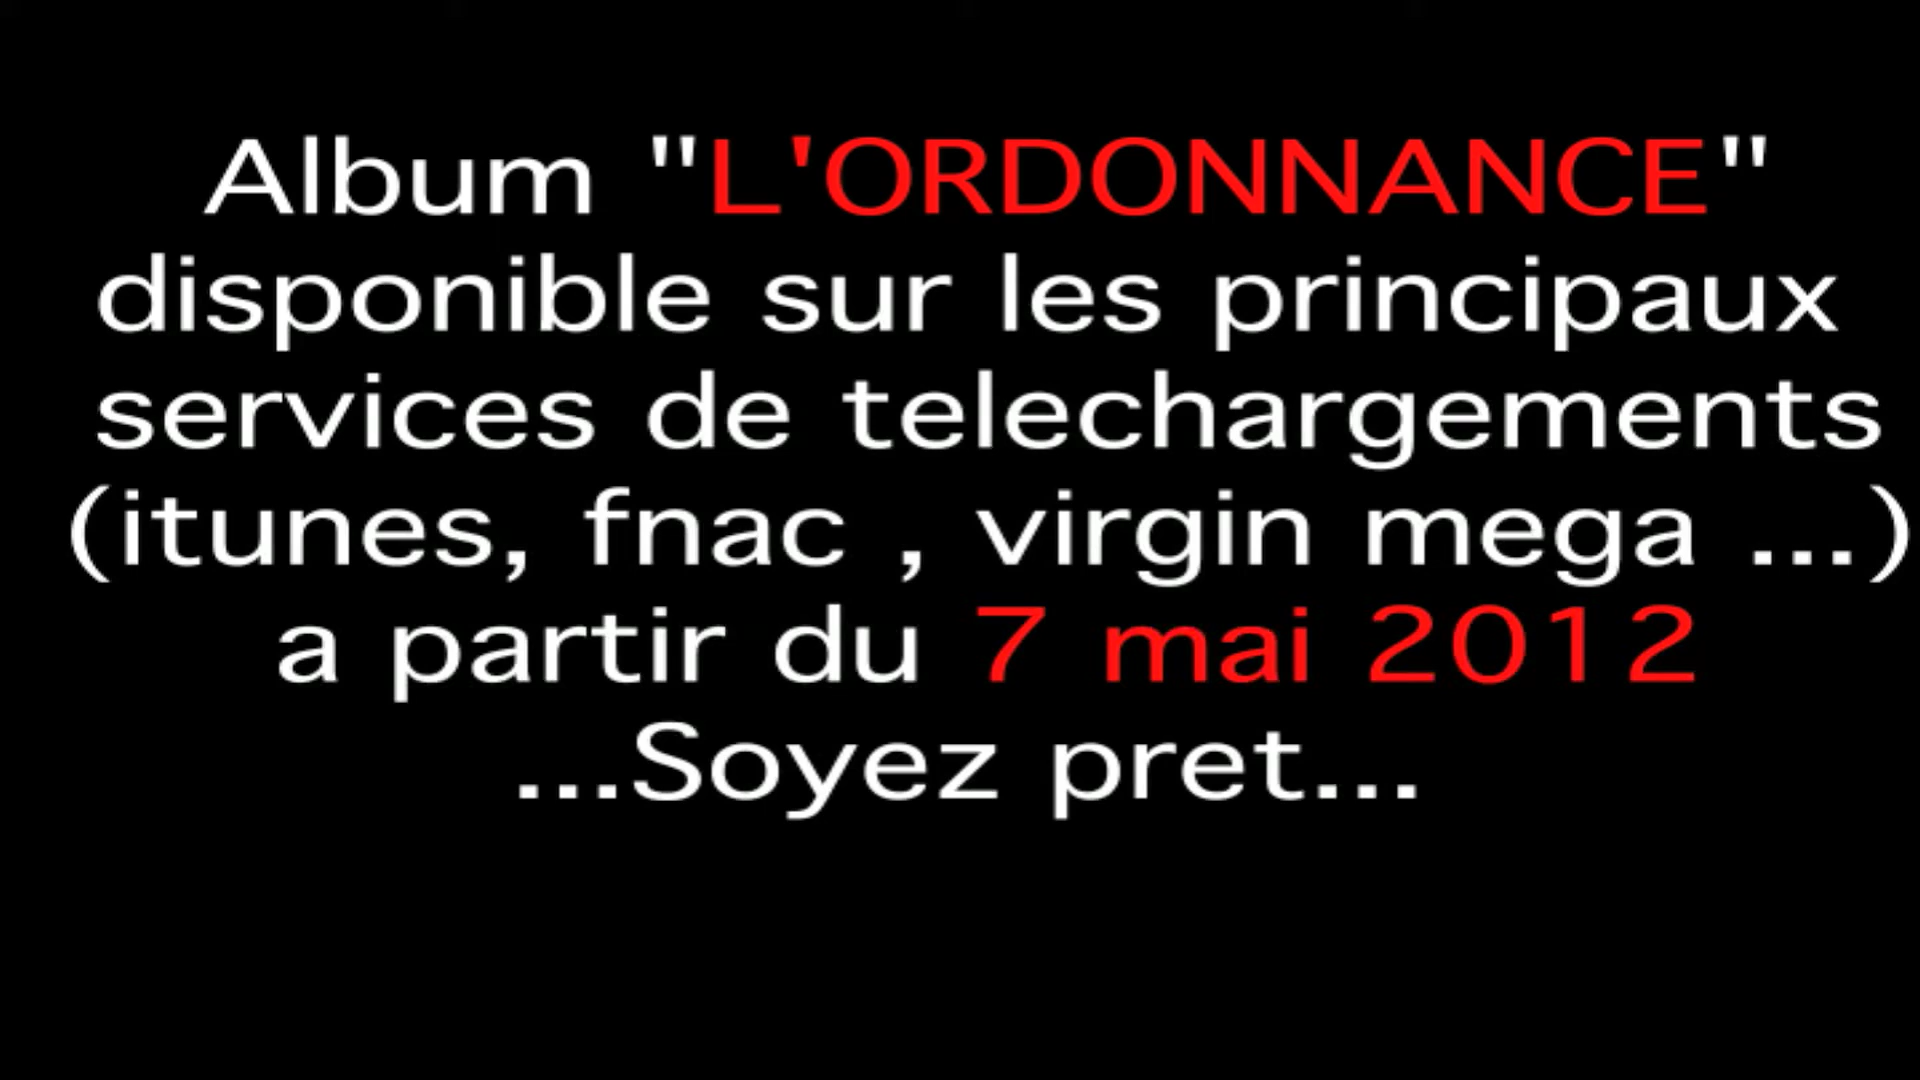 Album "L'ORDONNANCE"
disponible sur les principaux
services de telechargements
(itunes, fnac , virgin mega ...)
a partir du 7 mai 2012
...Soyez pret...